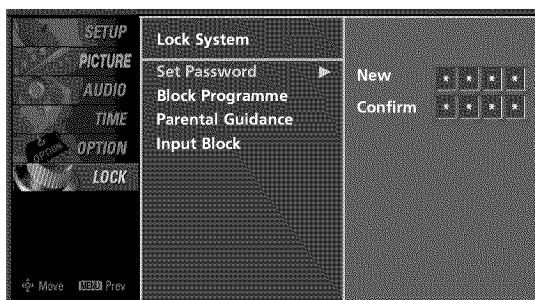 SETUP
PICTURE
AUDIO
TIME
OPTION
LOCK
Move MENU Prev
Lock System
Set Password
Block Programme
Parental Guidance
Input Block
New * * * *
Confirm * * * *